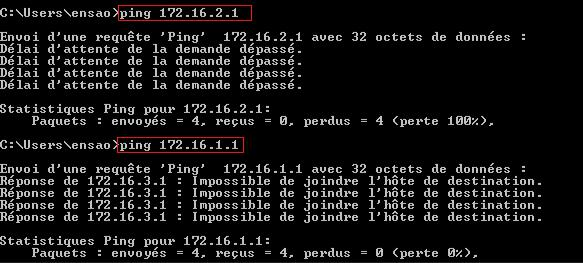 C:\Users\ensao>ping 172.16.2.1
Envoi d'une requête 'Ping'  172.16.2.1 avec 32 octets de données :
Délai d'attente de la demande dépassé.
Délai d'attente de la demande dépassé.
Délai d'attente de la demande dépassé.
Délai d'attente de la demande dépassé.
Statistiques Ping pour 172.16.2.1:
    Paquets : envoyés = 4, reçus = 0, perdus = 4 (perte 100%),
C:\Users\ensao>ping 172.16.1.1
Envoi d'une requête 'Ping'  172.16.1.1 avec 32 octets de données :
Réponse de 172.16.3.1 : Impossible de joindre l'hôte de destination.
Réponse de 172.16.3.1 : Impossible de joindre l'hôte de destination.
Réponse de 172.16.3.1 : Impossible de joindre l'hôte de destination.
Réponse de 172.16.3.1 : Impossible de joindre l'hôte de destination.
Statistiques Ping pour 172.16.1.1:
    Paquets : envoyés = 4, reçus = 4, perdus = 0 (perte 0%),